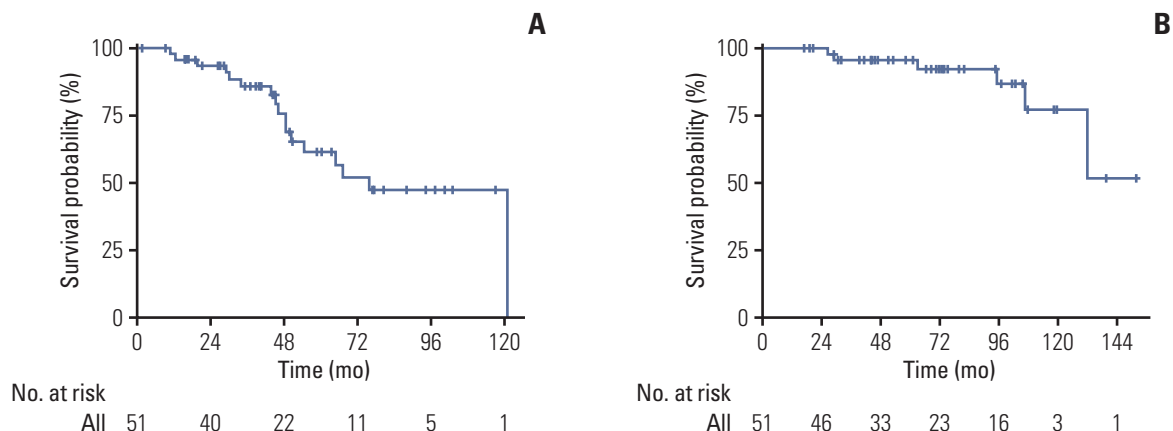 A
100
75
50
25
0
Survival probability (%)
0 24 48 72 96 120
Time (mo)
No. at risk
All 51 40 22 11 5 1
B
100
75
50
25
0
Survival probability (%)
0 24 48 72 96 120 144
Time (mo)
No. at risk
All 51 46 33 23 16 3 1